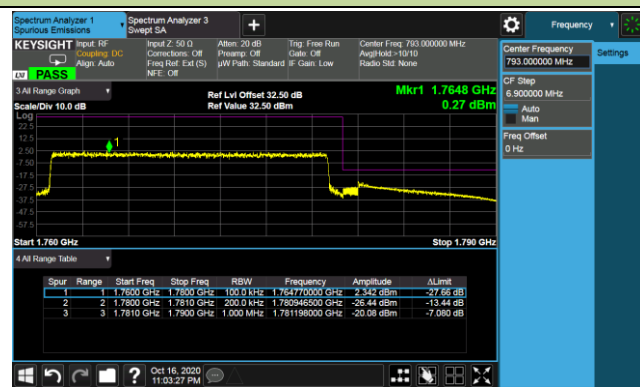 Spectrum Analyzer 1
Spurious Emissions
Spectrum Analyzer 3
Swept SA
+
Frequency
KEYSIGHT
Input: RF
Coupling: DC
Align: Auto
Input Z: 50 Ω
Corrections: Off
Freq Ref: Ext (S)
NFE: Off
Atten: 20 dB
Preamp: Off
µW Path: Standard
Trig: Free Run
Gate: Off
IF Gain: Low
Center Freq: 793.000000 MHz
Avg|Hold:>10/10
Radio Std: None
LXI
PASS
Center Frequency
793.000000 MHz
Settings
CF Step
6.900000 MHz
Auto
Man
Freq Offset
0 Hz
3 All Range Graph
Scale/Div 10.0 dB
Ref Lvl Offset 32.50 dB
Ref Value 32.50 dBm
Mkr1 1.7648 GHz
0.27 dBm
Log
22.5
12.5
2.50
-7.50
-17.5
-27.5
-37.5
-47.5
-57.5
1
Start 1.760 GHz
Stop 1.790 GHz
4 All Range Table
Spur Range Start Freq Stop Freq RBW Frequency Amplitude ΔLimit
1 1 1.7600 GHz 1.7800 GHz 100.0 kHz 1.764770000 GHz 2.342 dBm -27.66 dB
2 2 1.7800 GHz 1.7810 GHz 200.0 kHz 1.780946500 GHz -26.44 dBm -13.44 dB
3 3 1.7810 GHz 1.7900 GHz 1.000 MHz 1.781198000 GHz -20.08 dBm -7.080 dB
?
Oct 16, 2020
11:03:27 PM